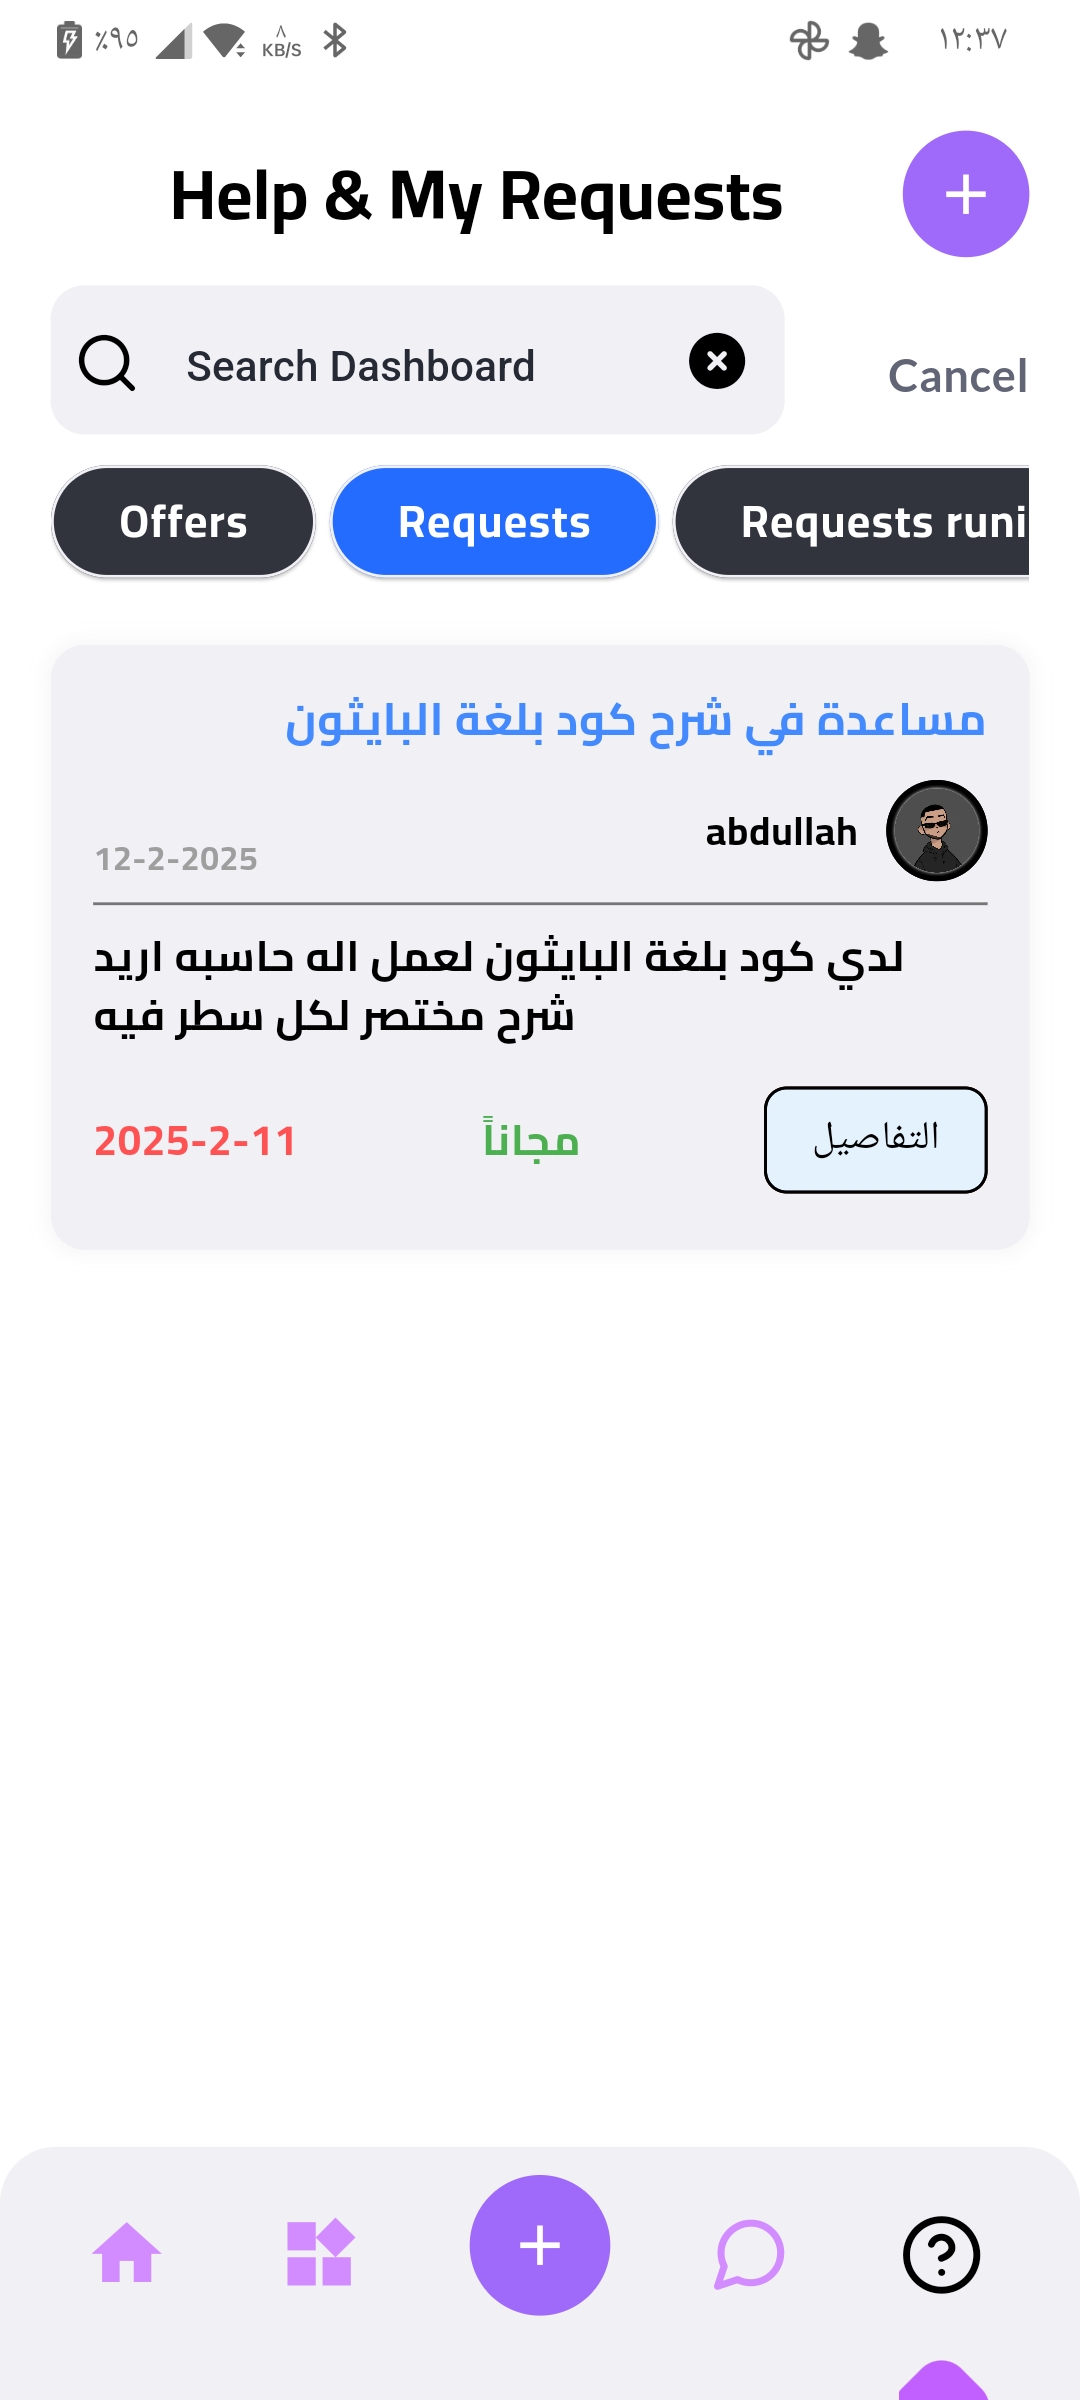 ٪٩٥
٨
KB/S
١٢:٣٧
Help & My Requests
Search Dashboard
Cancel
Offers
Requests
Requests runi
مساعدة في شرح كود بلغة البايثون
abdullah
12-2-2025
لدي كود بلغة البايثون لعمل اله حاسبه اريد
شرح مختصر لكل سطر فيه
2025-2-11
مجاناً
التفاصيل